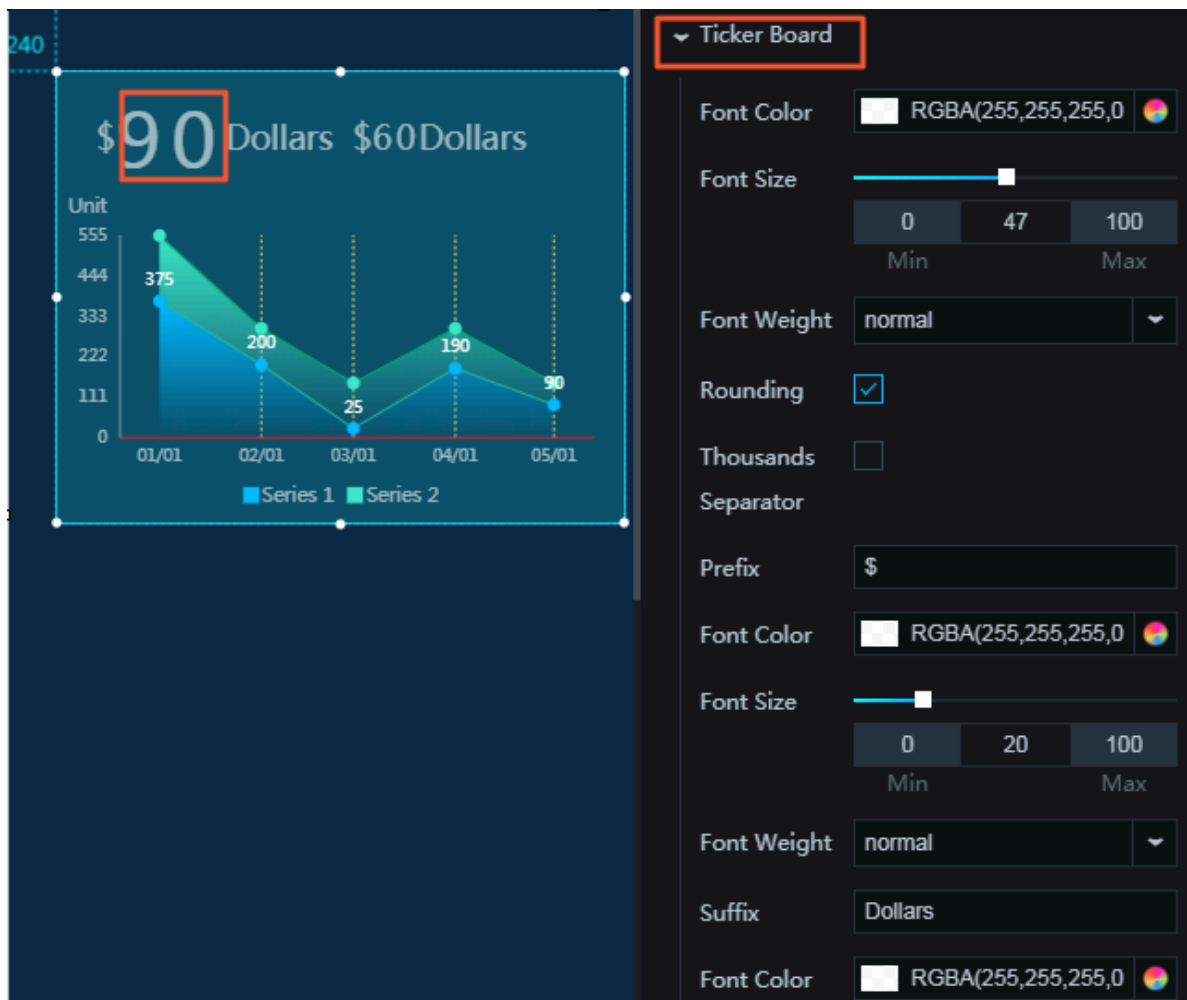 240
$90Dollars $60Dollars
Unit
555
444
333
222
111
0
375
200
25
190
90
01/01 02/01 03/01 04/01 05/01
Series 1 Series 2
Ticker Board
Font Color RGBA(255,255,255,0
Font Size
0 47 100
Min Max
Font Weight normal
Rounding
Thousands
Separator
Prefix $
Font Color RGBA(255,255,255,0
Font Size
0 20 100
Min Max
Font Weight normal
Suffix Dollars
Font Color RGBA(255,255,255,0